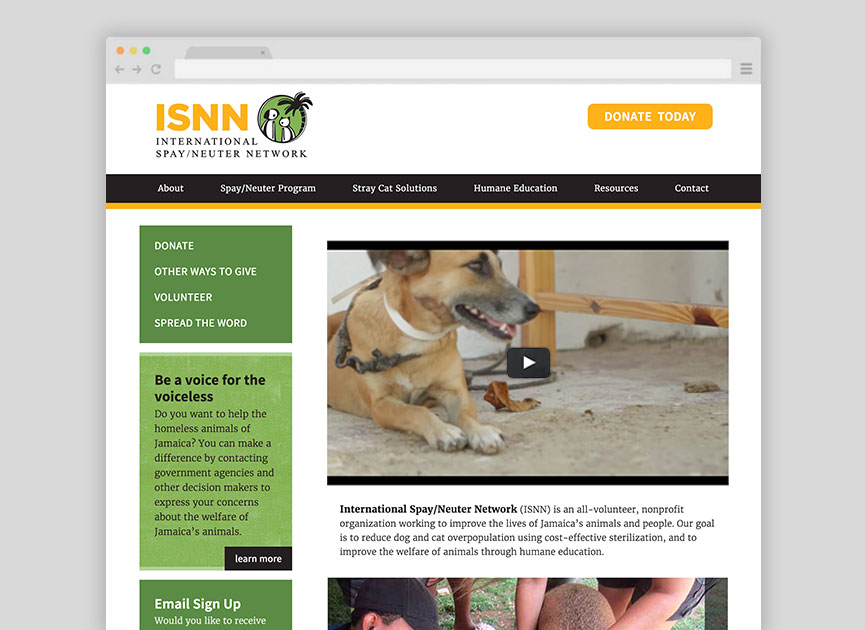 ISNN
INTERNATIONAL
SPAY/NEUTER NETWORK
DONATE TODAY
About Spay/Neuter Program Stray Cat Solutions Humane Education Resources Contact
DONATE
OTHER WAYS TO GIVE
VOLUNTEER
SPREAD THE WORD
Be a voice for the
voiceless
Do you want to help the
homeless animals of
Jamaica? You can make a
difference by contacting
government agencies and
other decision makers to
express your concerns
about the welfare of
Jamaica's animals.
learn more
Email Sign Up
Would you like to receive
International Spay/Neuter Network (ISNN) is an all-volunteer, nonprofit
organization working to improve the lives of Jamaica's animals and people. Our goal
is to reduce dog and cat overpopulation using cost-effective sterilization, and to
improve the welfare of animals through humane education.